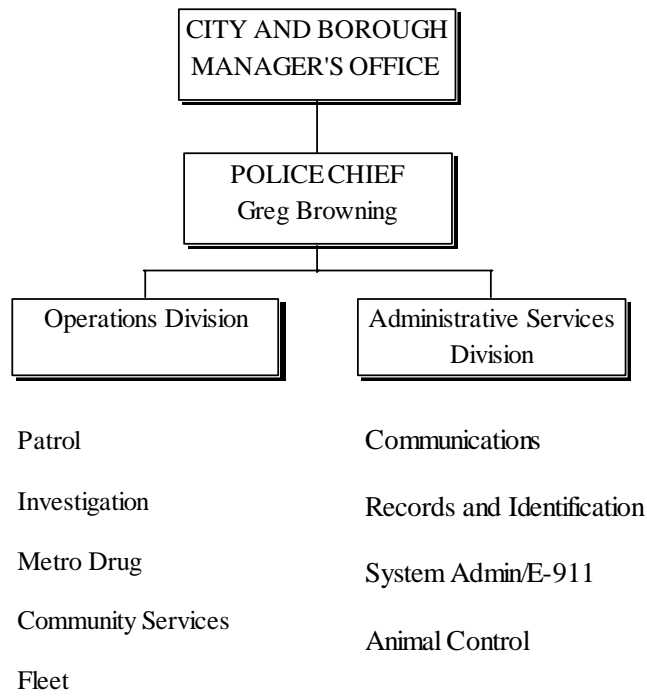 CITY AND BOROUGH
MANAGER'S OFFICE
POLICE CHIEF
Greg Browning
Operations Division
Administrative Services
Division
Patrol
Investigation
Metro Drug
Community Services
Fleet
Communications
Records and Identification
System Admin/E-911
Animal Control